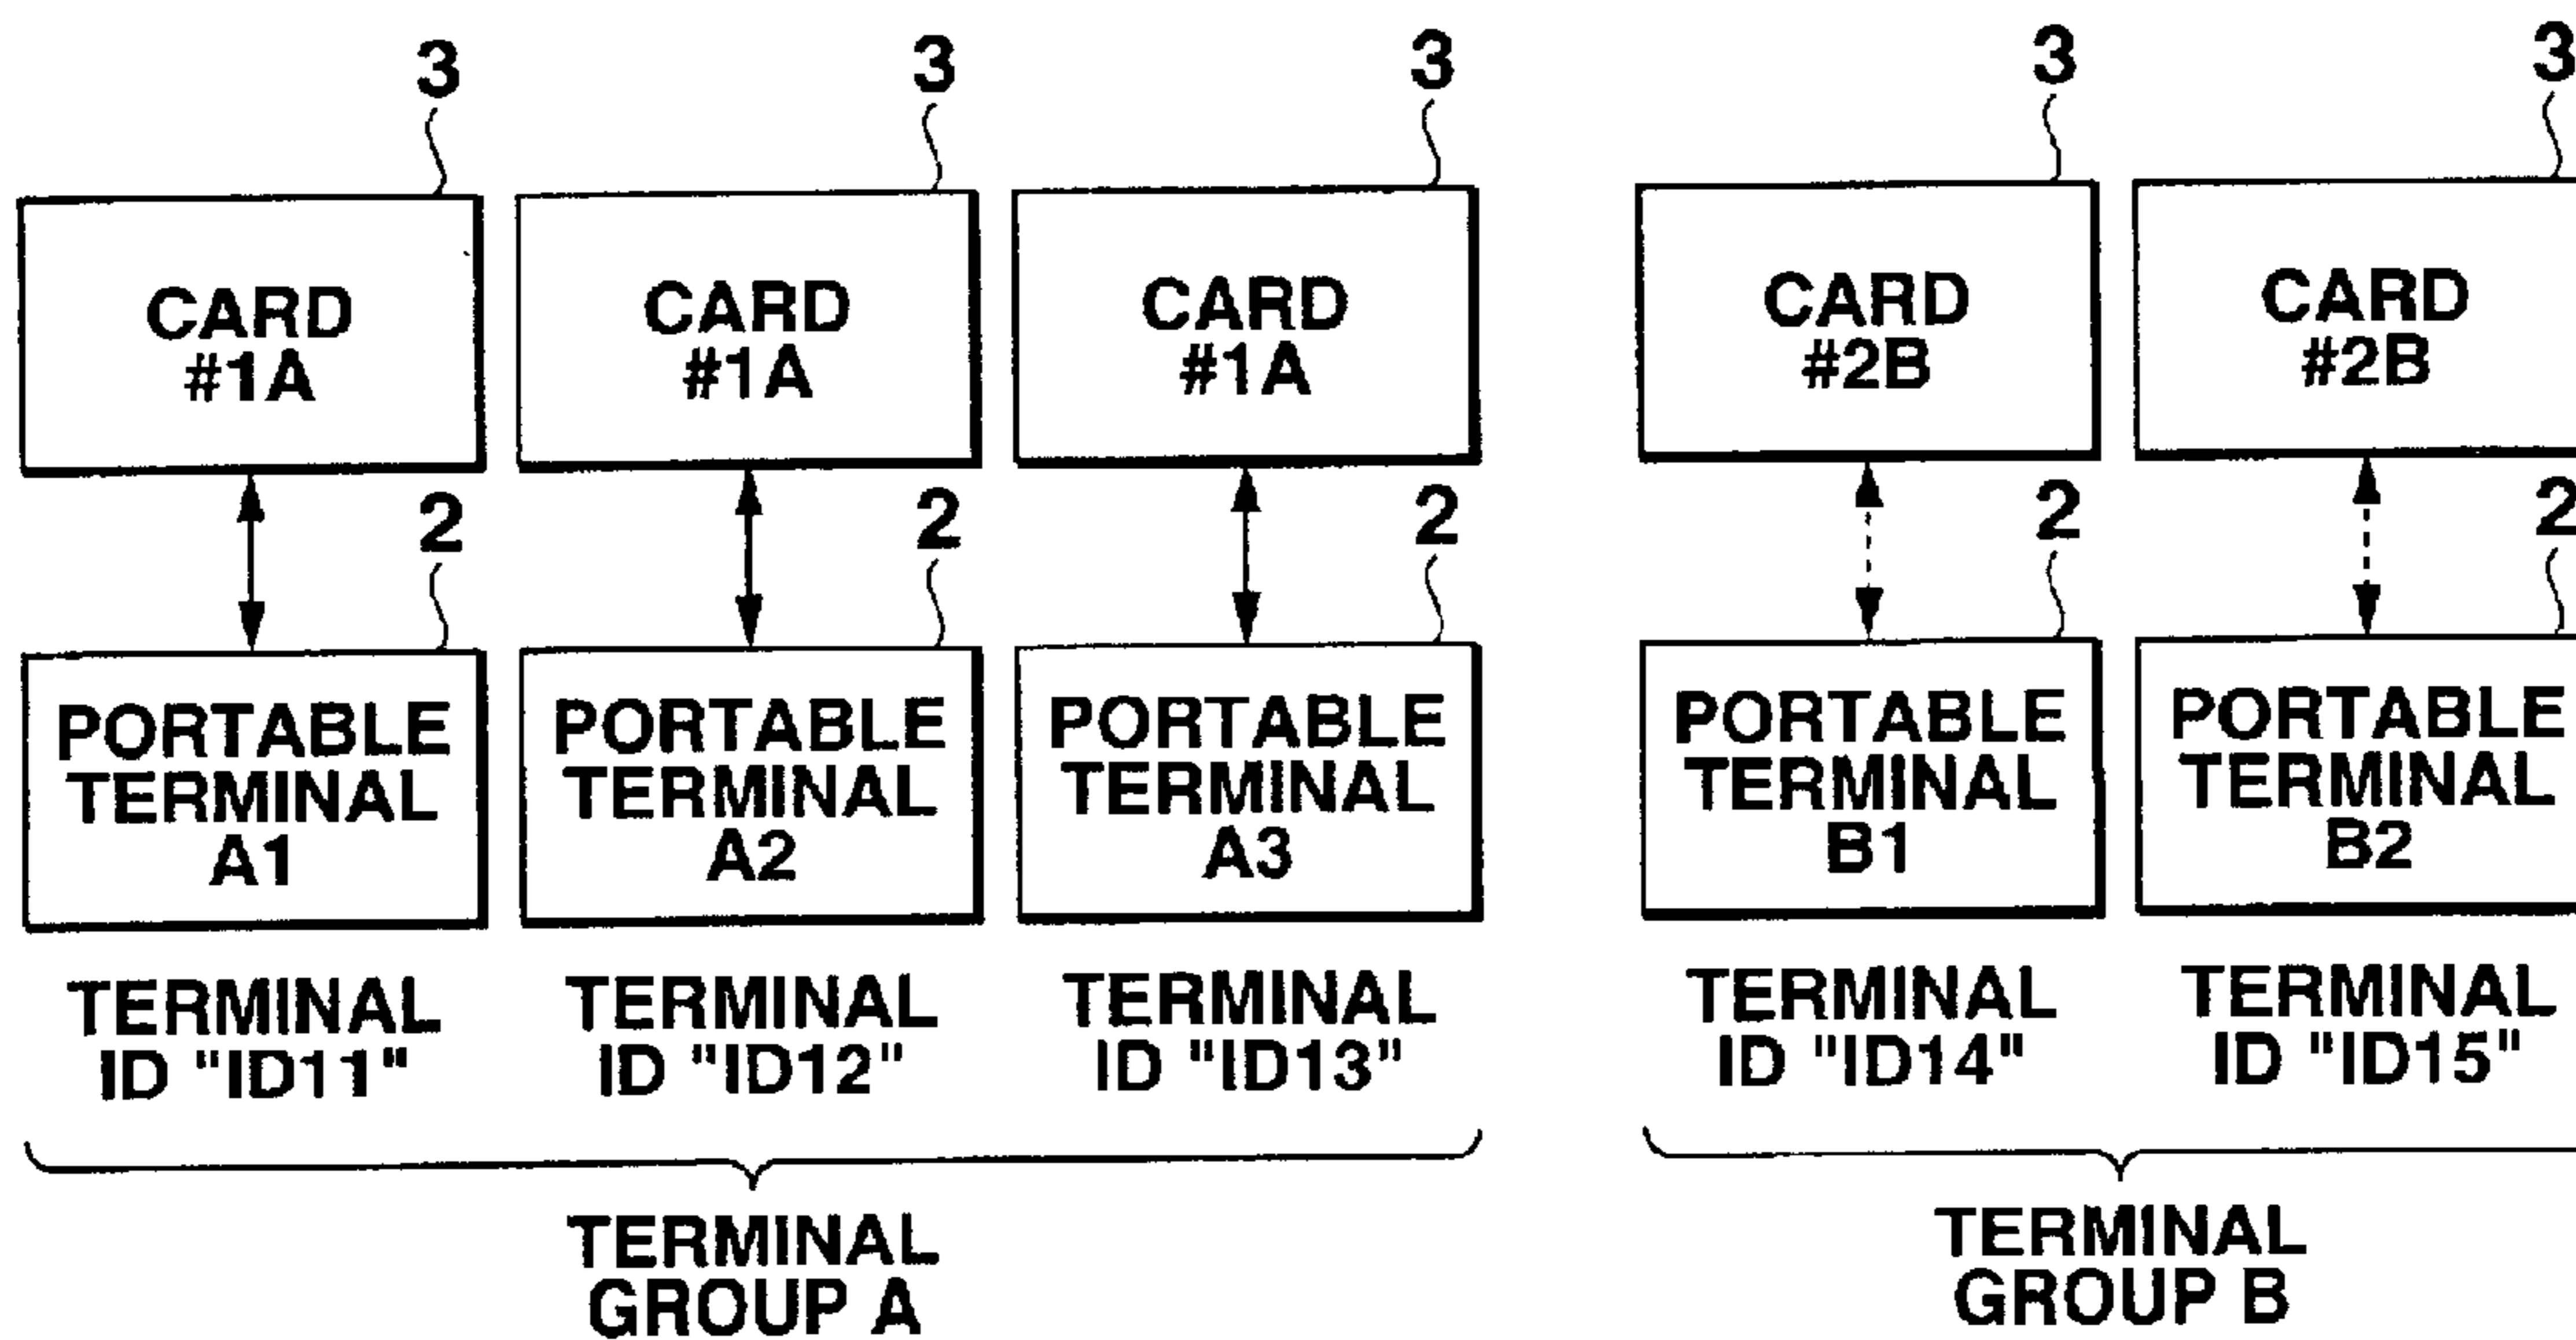 3 3 3 3 3
CARD CARD CARD CARD CARD
#1A #1A #1A #2B #2B
2 2 2 2 2
PORTABLE PORTABLE PORTABLE PORTABLE PORTABLE
TERMINAL TERMINAL TERMINAL TERMINAL TERMINAL
A1 A2 A3 B1 B2
TERMINAL TERMINAL TERMINAL TERMINAL TERMINAL
ID "ID11" ID "ID12" ID "ID13" ID "ID14" ID "ID15"
TERMINAL TERMINAL
GROUP A GROUP B